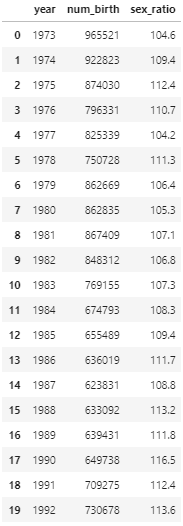 year num_birth sex_ratio
0 1973 965521 104.6
1 1974 922823 109.4
2 1975 874030 112.4
3 1976 796331 110.7
4 1977 825339 104.2
5 1978 750728 111.3
6 1979 862669 106.4
7 1980 862835 105.3
8 1981 867409 107.1
9 1982 848312 106.8
10 1983 769155 107.3
11 1984 674793 108.3
12 1985 655489 109.4
13 1986 636019 111.7
14 1987 623831 108.8
15 1988 633092 113.2
16 1989 639431 111.8
17 1990 649738 116.5
18 1991 709275 112.4
19 1992 730678 113.6